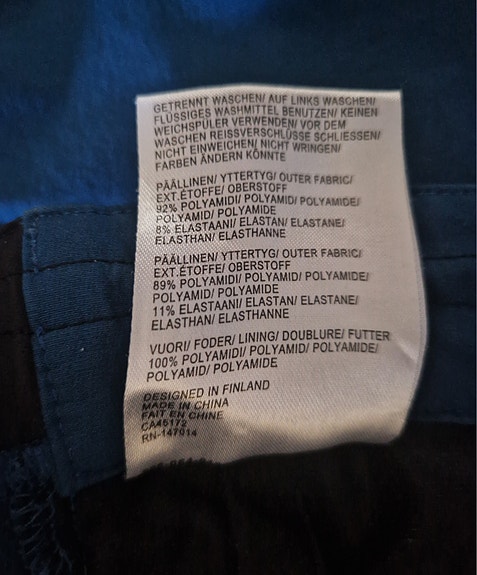 GETRENNT WASCHEN/ AUF LINKS WASCHEN/
FLÜSSIGES WASHMITTEL BENUTZEN/ KEINEN
WEICHSPÜLER VERWENDEN/ VOR DEM
WASCHEN REISSVERSCHLÜSSE SCHLIESSEN/
NICHT EINWEICHEN/ NICHT WRINGEN/
FARBEN ÄNDERN KÖNNTE
PÄÄLLINEN/ YTTERTYG/ OUTER FABRIC/
EXT.ÉTOFFE/ OBERSTOFF
92% POLYAMIDI/ POLYAMID/ POLYAMIDE/
POLYAMID/ POLYAMIDE
8% ELASTAANI/ ELASTAN/ ELASTANE/
ELASTHAN/ ELASTHANNE
PÄÄLLINEN/ YTTERTYG/ OUTER FABRIC/
EXT.ÉTOFFE/ OBERSTOFF
89% POLYAMIDI/ POLYAMID/ POLYAMIDE/
POLYAMID/ POLYAMIDE
11% ELASTAANI/ ELASTAN/ ELASTANE/
ELASTHAN/ ELASTHANNE
VUORI/ FODER/ LINING/ DOUBLURE/ FUTTER
100% POLYAMIDI/ POLYAMID/ POLYAMIDE/
POLYAMID/ POLYAMIDE
DESIGNED IN FINLAND
MADE IN CHINA
FAIT EN CHINE
CA45172
RN-147014